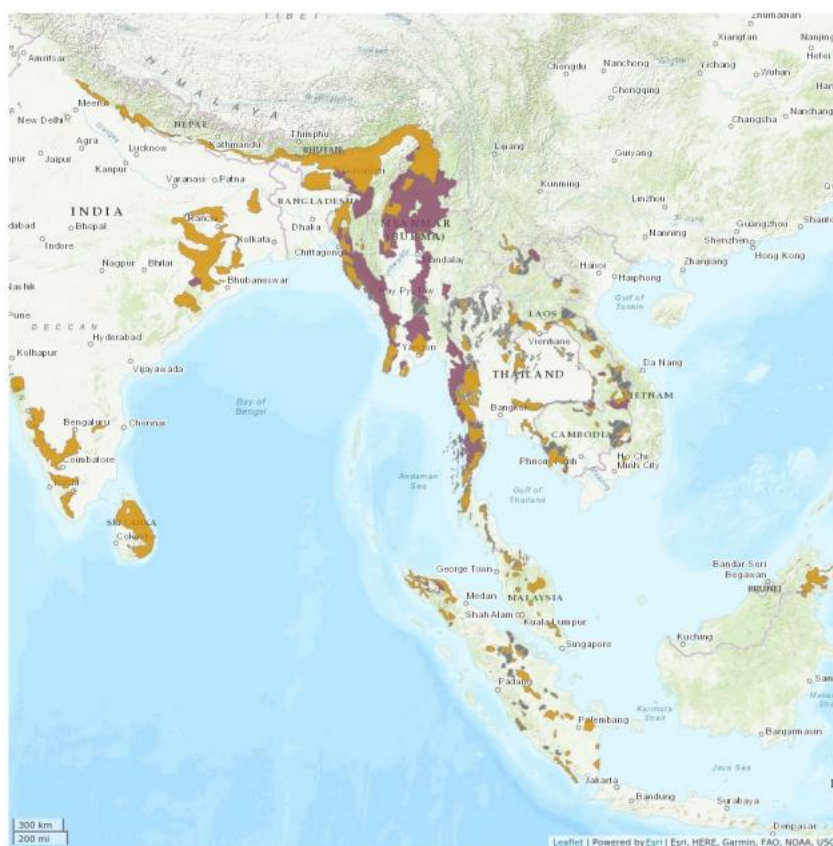 Zhumadian
TIBET
Amritsar
Xiangfan
Nanjing
Hefei
Chengdu
Nanchong
Yichang
Wuhan
HIMALAYA
Chongqing
Meerut
New Delhi
Nanchang
NEPAL
Thimphu
Changsha
Agra
Kathmandu
BHUTAN
Lijiang
Jaipur
Lucknow
Guiyang
Kanpur
Varanasi
Patna
Kunming
BANGLADESH
Liuzhou
INDIA
Ranchi
Dhaka
MYANMAR
Guangzhou
Bhopal
(BURMA)
Nanning
Shenzhen
Indore
Kolkata
Chittagong
Mandalay
Hanoi
Zhanjiang
Hong Kong
Haiphong
Nagpur
Bhilai
Bhubaneswar
Nay Pyi Taw
Gulf of
Tonkin
LAOS
DECCAN
Vientiane
Hyderabad
Yangon
Kolhapur
THAILAND
Da Nang
Vijayawada
Bay of
Bengal
VIETNAM
Bengaluru
Chennai
CAMBODIA
Coimbatore
Phnom Penh
Ho Chi
Minh City
Andaman
Sea
Gulf of
Thailand
SRI LANKA
Colombo
George Town
Bandar Seri
Begawan
MALAYSIA
BRUNEI
Medan
Shah Alam
Kuala Lumpur
Kuching
Singapore
Padang
Karimata
Strait
Palembang
Banjarmasin
Java Sea
Jakarta
Bandung
Surabaya
300 km
200 mi
Denpasar
Leaflet | Powered by Esri | Esri, HERE, Garmin, FAO, NOAA, USG